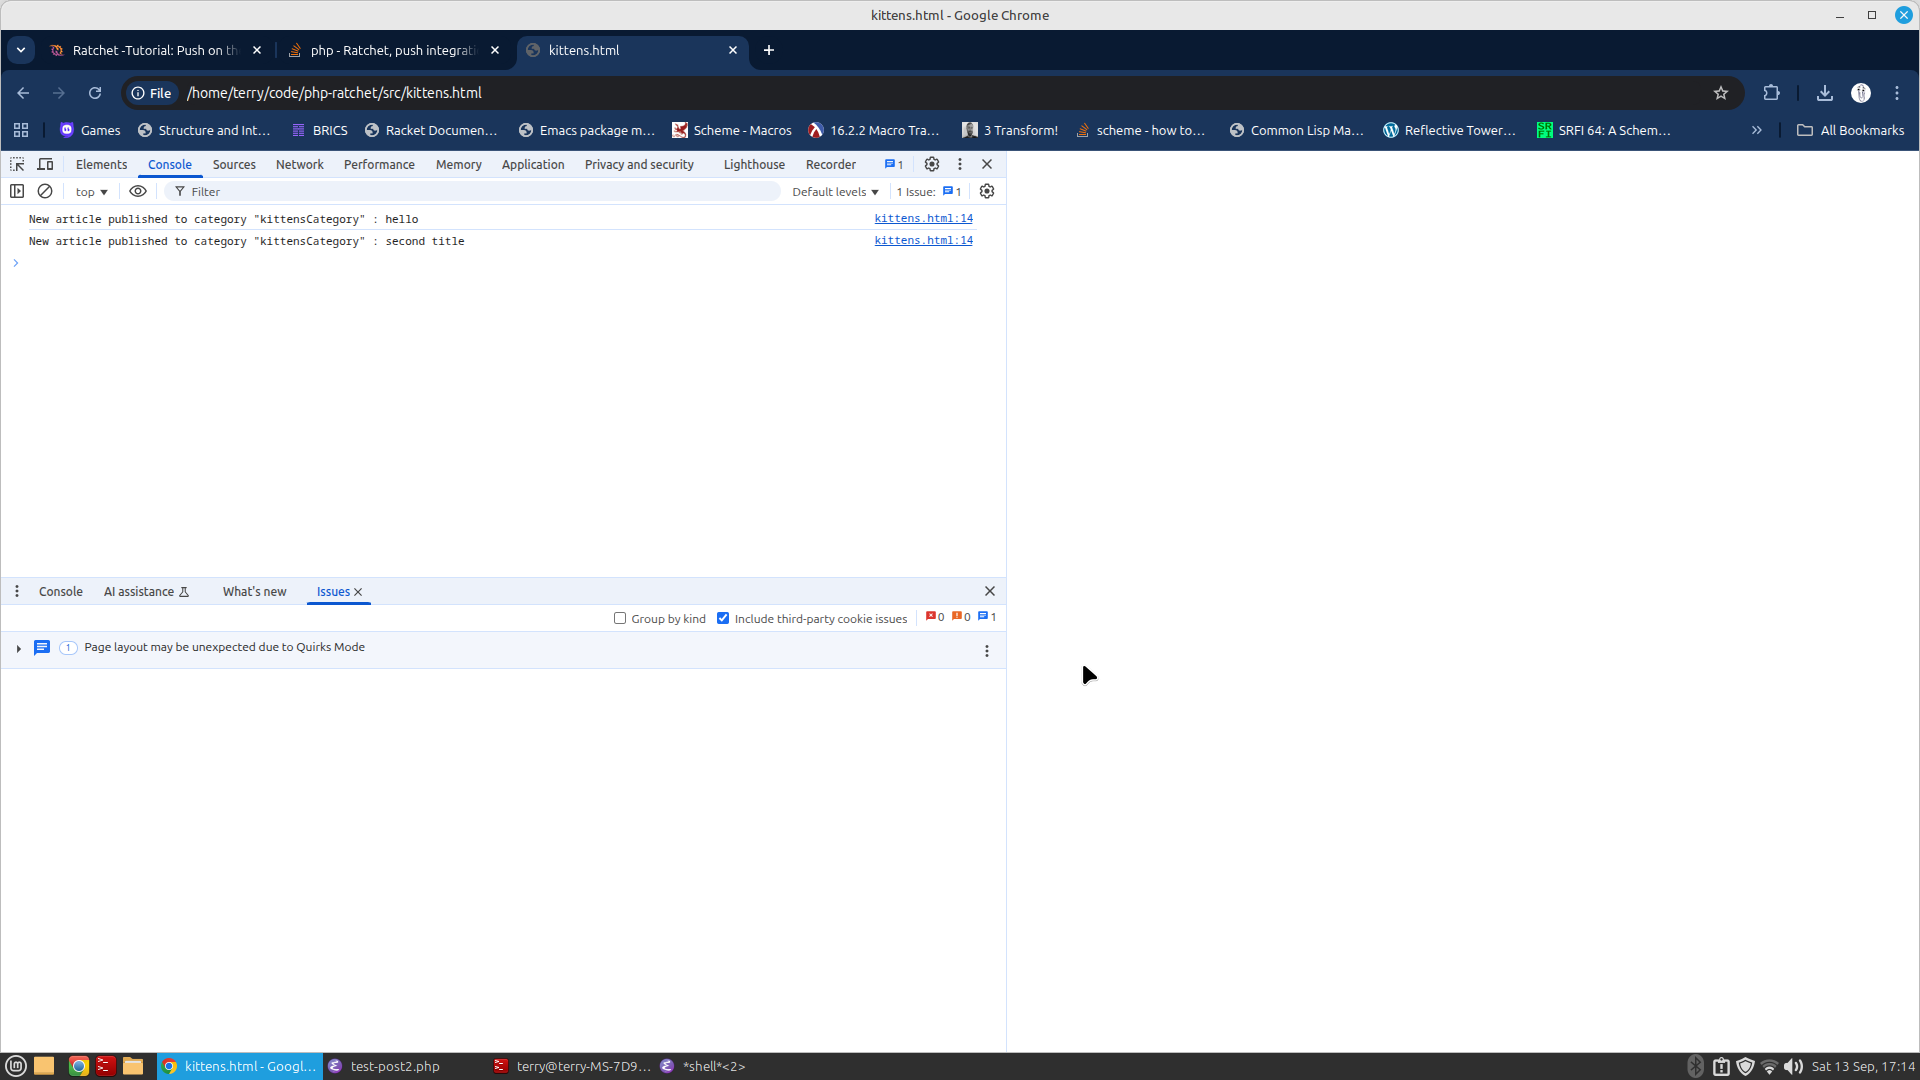 kittens.html - Google Chrome
Ratchet -Tutorial: Push on th
php - Ratchet, push integrati
kittens.html
File
/home/terry/code/php-ratchet/src/kittens.html
Games
Structure and Int...
BRICS
Racket Documen...
Emacs package m...
Scheme - Macros
16.2.2 Macro Tra...
3 Transform!
scheme - how to...
Common Lisp Ma...
Reflective Tower...
SRFI 64: A Schem...
All Bookmarks
Elements
Console
Sources
Network
Performance
Memory
Application
Privacy and security
Lighthouse
Recorder
1
top
Filter
Default levels
1 Issue:
1
New article published to category "kittensCategory" : hello
kittens.html:14
New article published to category "kittensCategory" : second title
kittens.html:14
Console
AI assistance
What's new
Issues
Group by kind
Include third-party cookie issues
0
0
1
1
Page layout may be unexpected due to Quirks Mode
kittens.html - Googl...
test-post2.php
terry@terry-MS-7D9...
*shell*<2>
Sat 13 Sep, 17:14